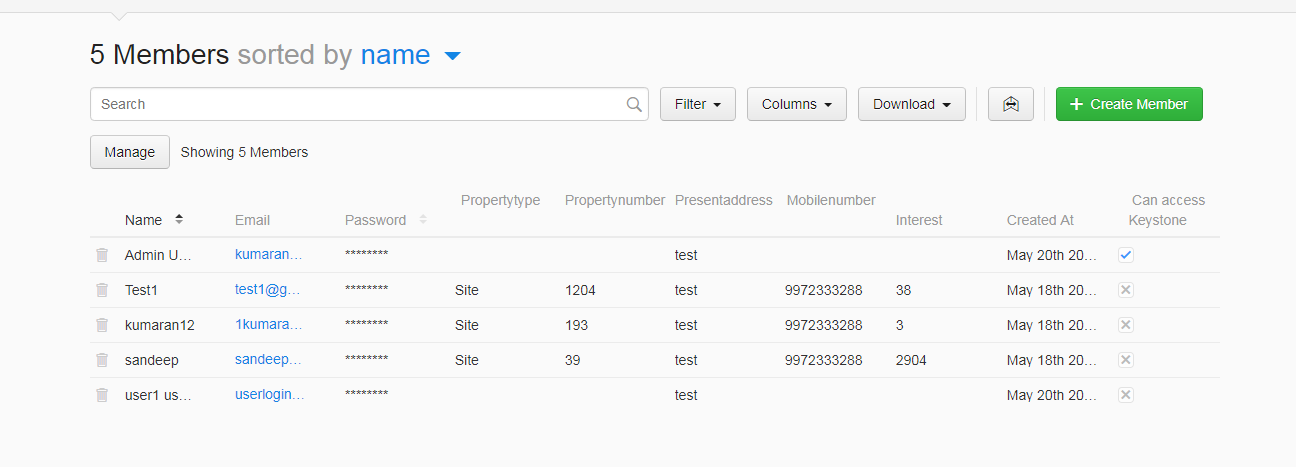 5 Members sorted by name
Search Filter Columns Download Create Member
Manage Showing 5 Members
Name Email Password Propertytype Propertynumber Presentaddress Mobilenumber Interest Created At Can access Keystone
Admin U... kumaran... ******** test May 20th 20...
Test1 test1@g... ******** Site 1204 test 9972333288 38 May 18th 20...
kumaran12 1kumara... ******** Site 193 test 9972333288 3 May 18th 20...
sandeep sandeep... ******** Site 39 test 9972333288 2904 May 18th 20...
user1 us... userlogin... ******** test May 20th 20...